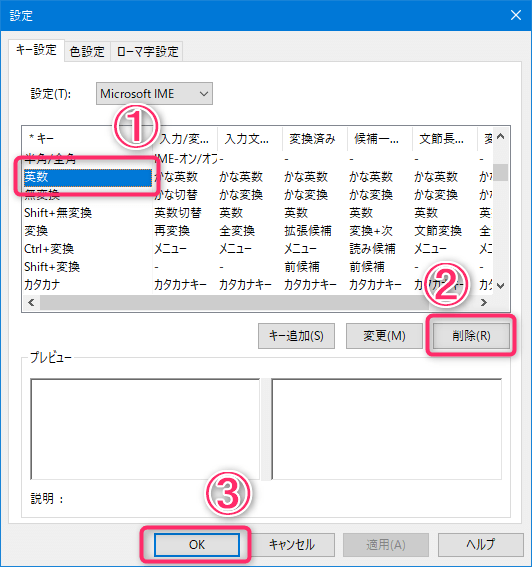 設定
キー設定 色設定 ローマ字設定
設定(T): Microsoft IME
①
* キー 入力/変... 入力文... 変換済み 候補一... 文節長... 変
半角/全角 IME-オン/オフ - - - -
英数 かな英数 かな英数 かな英数 かな英数 かな英数 か
無変換 かな切替 かな変換 かな変換 かな変換 かな変換 か
Shift+無変換 英数切替 英数 英数 英数 英数 英
変換 再変換 全変換 拡張候補 変換+次 文節変換 全
Ctrl+変換 メニュー メニュー メニュー 読み候補 メニュー メ
Shift+変換 - - 前候補 前候補 - -
カタカナ カタカナキー カタカナキー カタカナキー カタカナキー カタカナキー カ
②
キー追加(S) 変更(M) 削除(R)
プレビュー
説明 :
③
OK キャンセル 適用(A) ヘルプ